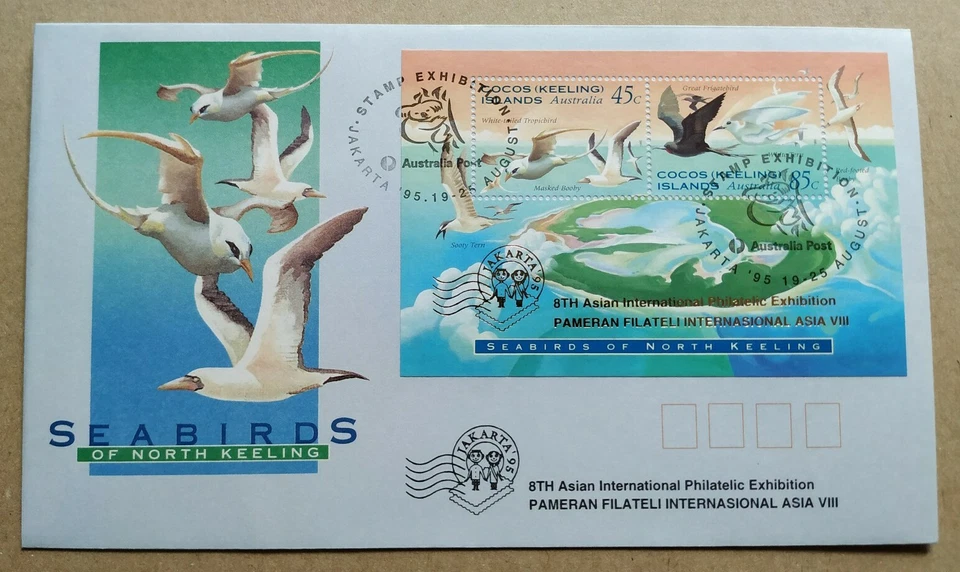 SEABIRDS
OF NORTH KEELING
STAMP EXHIBITION
Australia Post
JAKARTA '95.19-25 AUGUST
COCOS (KEELING)
ISLANDS Australia 45c
White-tailed Tropicbird
Masked Booby
Sooty Tern
Great Frigatebird
COCOS (KEELING)
ISLANDS Australia 85c
STAMP EXHIBITION
Australia Post
JAKARTA '95 19-25 AUGUST
JAKARTA '95
8TH Asian International Philatelic Exhibition
PAMERAN FILATELI INTERNASIONAL ASIA VIII
SEABIRDS OF NORTH KEELING
JAKARTA '95
8TH Asian International Philatelic Exhibition
PAMERAN FILATELI INTERNASIONAL ASIA VIII